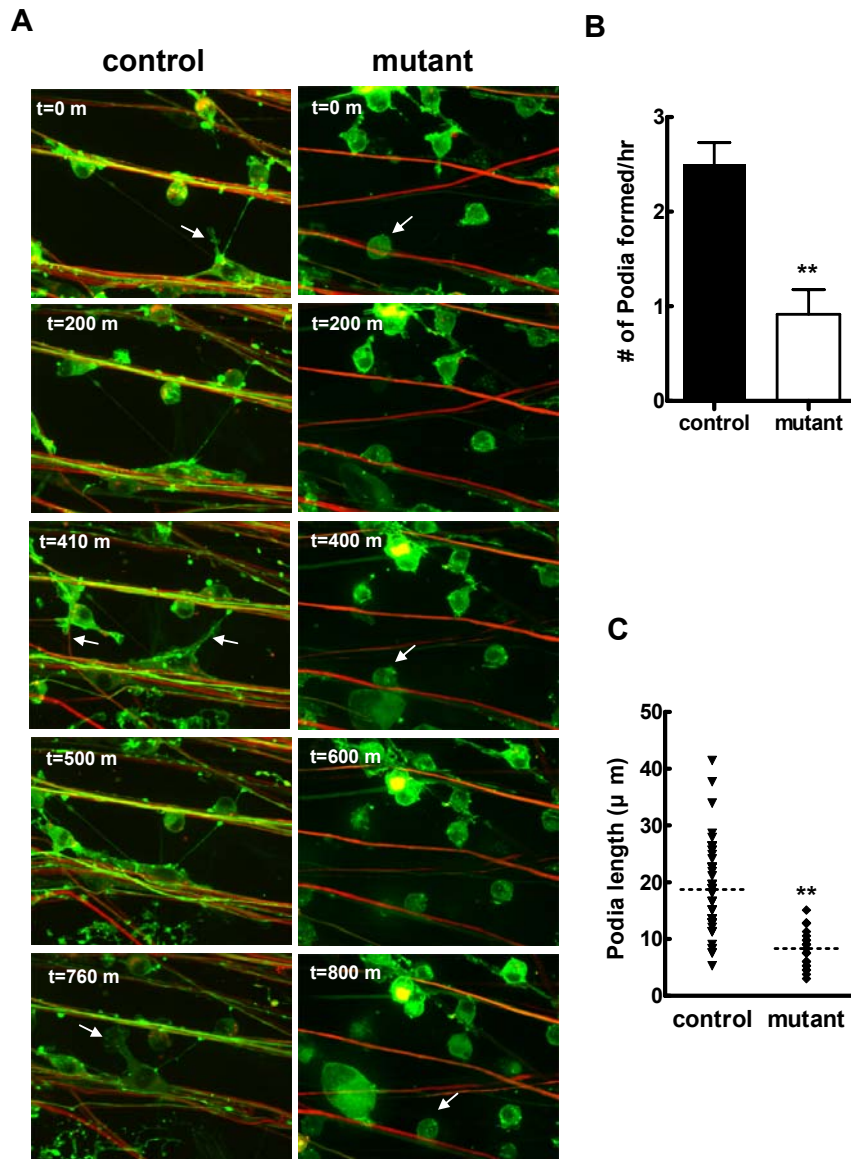 A
control
mutant
t=0 m
t=0 m
t=200 m
t=200 m
t=410 m
t=400 m
t=500 m
t=600 m
t=760 m
t=800 m
B
# of Podia formed/hr
3
2
1
0
**
control
mutant
C
Podia length (µ m)
50
40
30
20
10
0
**
control
mutant